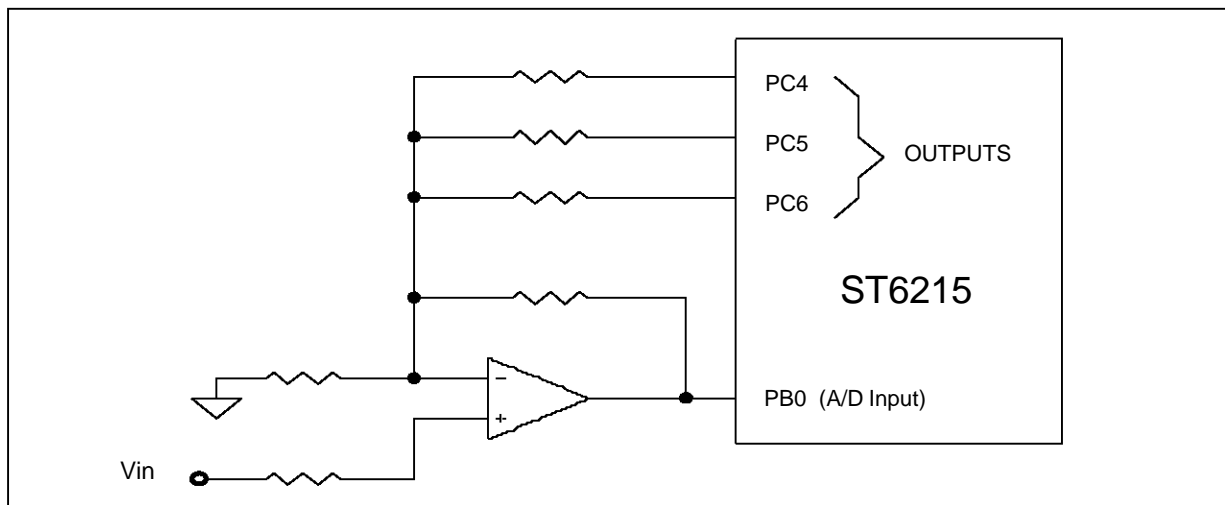 PC4
PC5
OUTPUTS
PC6
ST6215
−
PB0 (A/D Input)
+
Vin